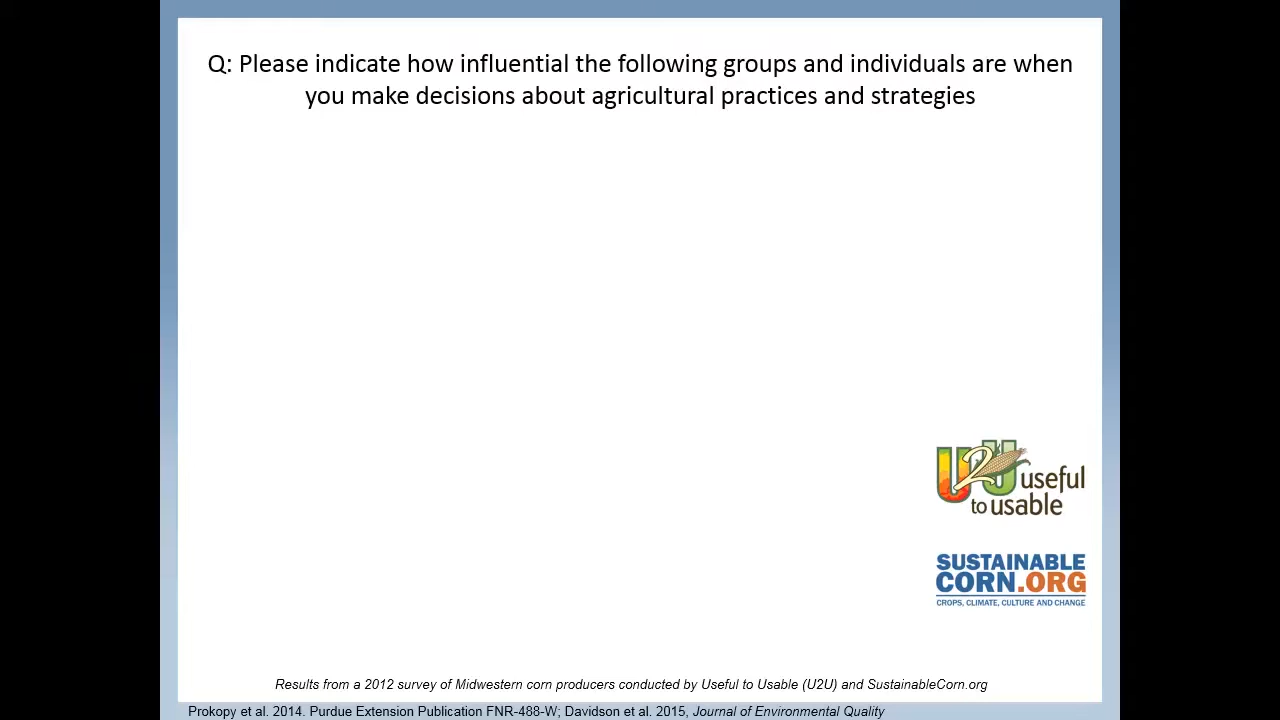 Q: Please indicate how influential the following groups and individuals are when
you make decisions about agricultural practices and strategies
U2U useful
to usable
SUSTAINABLE
CORN.ORG
CROPS, CLIMATE, CULTURE AND CHANGE
Results from a 2012 survey of Midwestern corn producers conducted by Useful to Usable (U2U) and SustainableCorn.org
Prokopy et al. 2014. Purdue Extension Publication FNR-488-W; Davidson et al. 2015, Journal of Environmental Quality